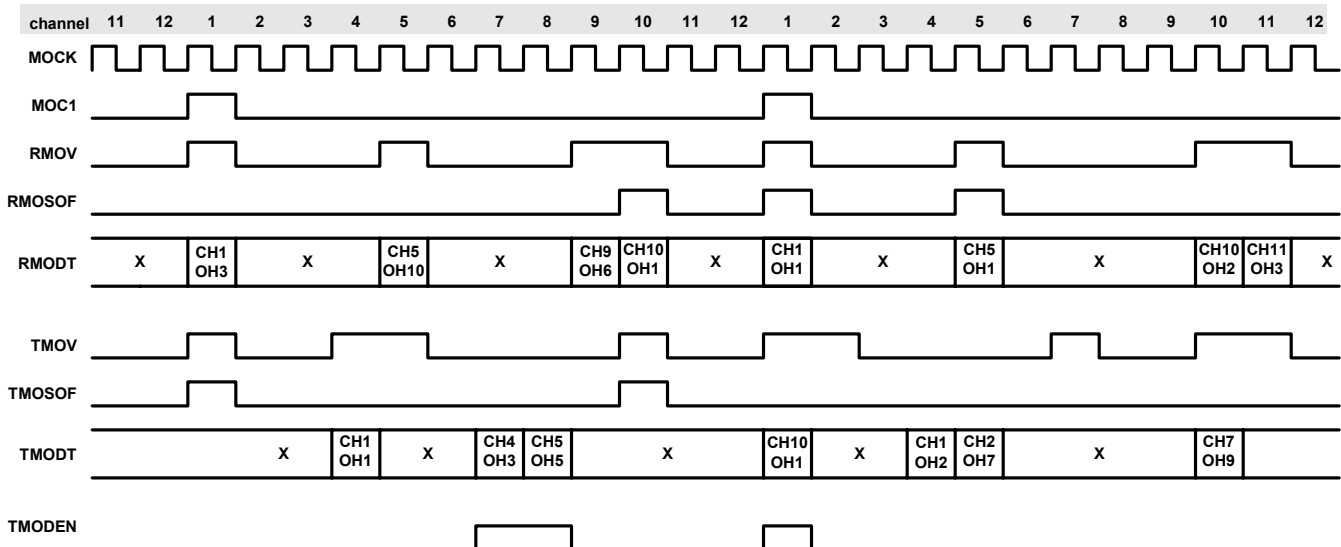 channel 11 12 1 2 3 4 5 6 7 8 9 10 11 12 1 2 3 4 5 6 7 8 9 10 11 12
MOCK
MOC1
RMOV
RMOSOF
RMODT X CH1 OH3 X CH5 OH10 X CH9 OH6 CH10 OH1 X CH1 OH1 X CH5 OH1 X CH10 OH2 CH11 OH3 X
TMOV
TMOSOF
TMODT X CH1 OH1 X CH4 OH3 CH5 OH5 X CH10 OH1 X CH1 OH2 CH2 OH7 X CH7 OH9
TMODEN